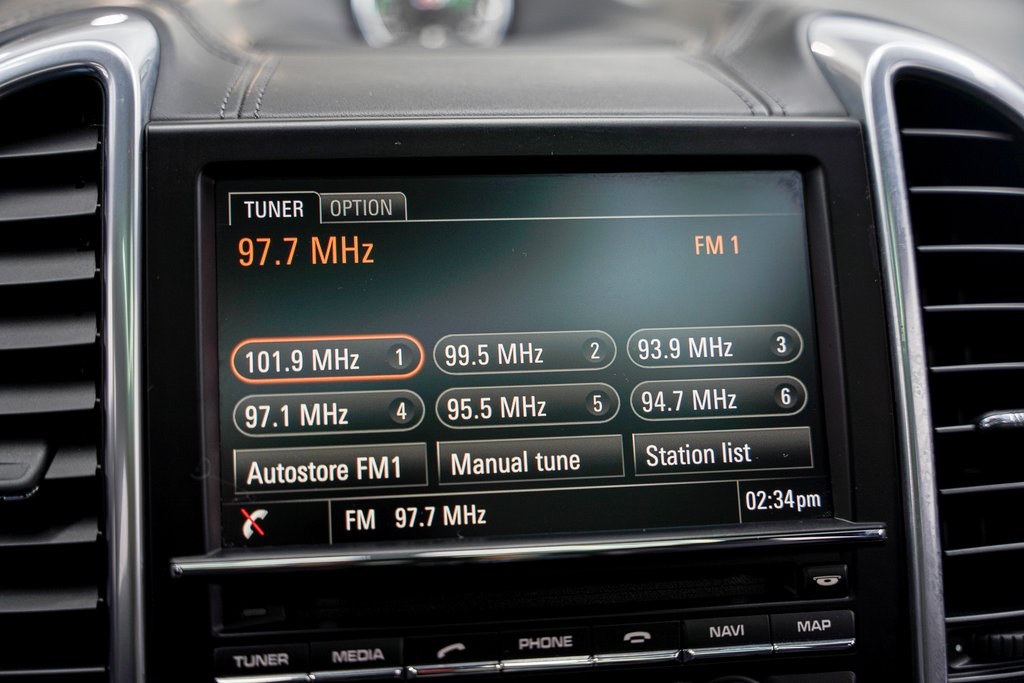 TUNER OPTION
97.7 MHz FM 1
101.9 MHz 1 99.5 MHz 2 93.9 MHz 3
97.1 MHz 4 95.5 MHz 5 94.7 MHz 6
Autostore FM1 Manual tune Station list
FM 97.7 MHz 02:34pm
TUNER MEDIA PHONE NAVI MAP